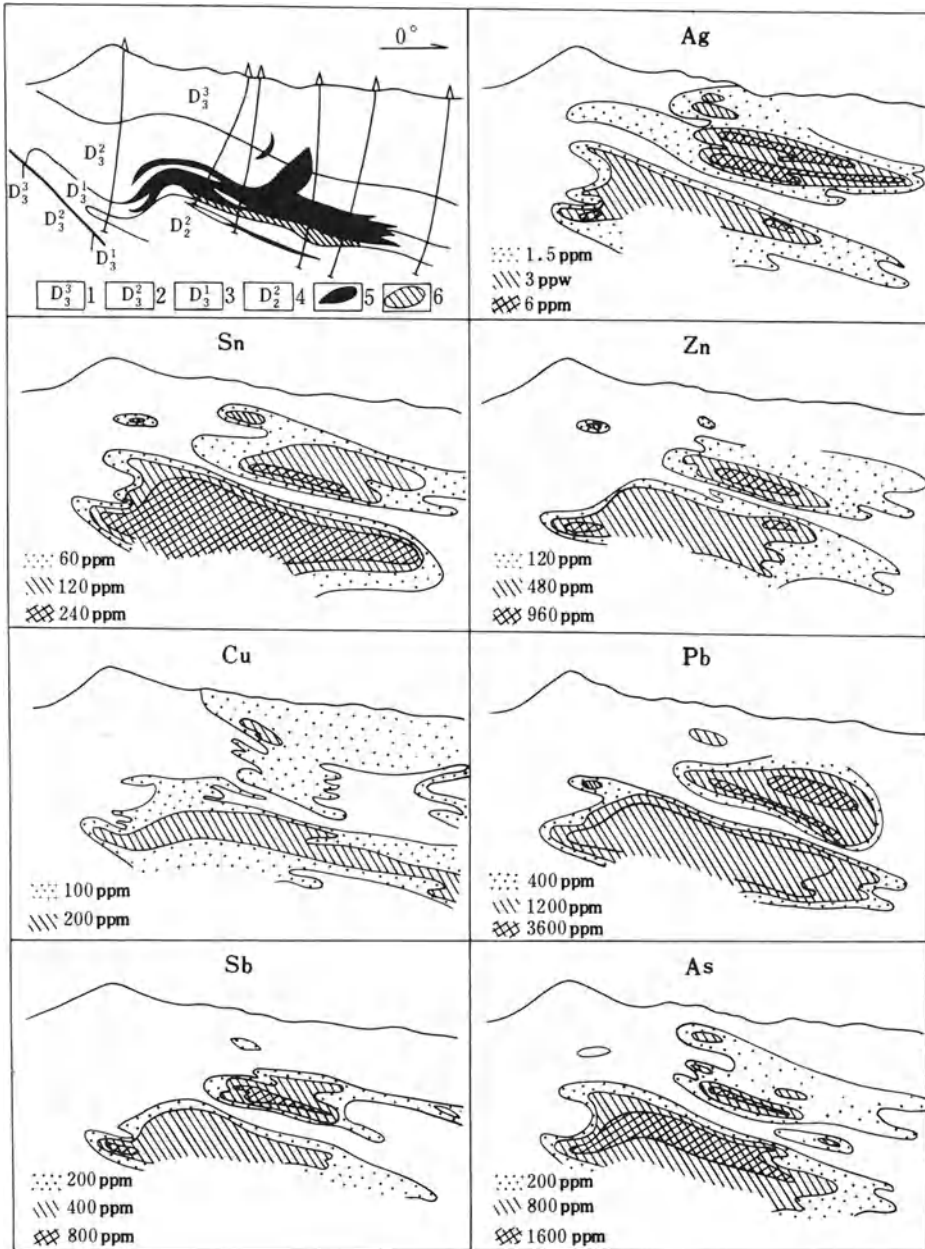 0°
D₃³
D₃²
D₃³
D₃¹
D₃²
D₂²
D₃¹
D₃³ 1 D₃² 2 D₃¹ 3 D₂² 4 5 6
Ag
1.5 ppm
3 ppw
6 ppm
Sn
60 ppm
120 ppm
240 ppm
Zn
120 ppm
480 ppm
960 ppm
Cu
100 ppm
200 ppm
Pb
400 ppm
1200 ppm
3600 ppm
Sb
200 ppm
400 ppm
800 ppm
As
200 ppm
800 ppm
1600 ppm